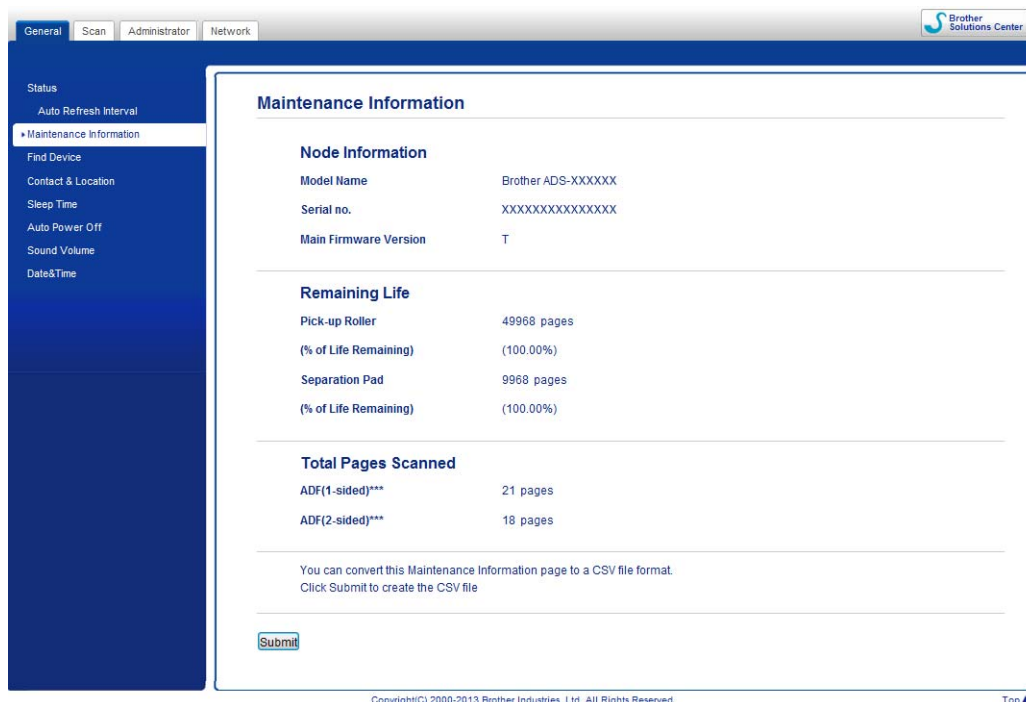 General
Scan
Administrator
Network
Brother
Solutions Center
Status
Auto Refresh Interval
Maintenance Information
Find Device
Contact & Location
Sleep Time
Auto Power Off
Sound Volume
Date&Time
Maintenance Information
Node Information
Model Name Brother ADS-XXXXXX
Serial no. XXXXXXXXXXXXXXX
Main Firmware Version T
Remaining Life
Pick-up Roller 49968 pages
(% of Life Remaining) (100.00%)
Separation Pad 9968 pages
(% of Life Remaining) (100.00%)
Total Pages Scanned
ADF(1-sided)*** 21 pages
ADF(2-sided)*** 18 pages
You can convert this Maintenance Information page to a CSV file format.
Click Submit to create the CSV file
Submit
Copyright(C) 2000-2013 Brother Industries, Ltd. All Rights Reserved.
Top